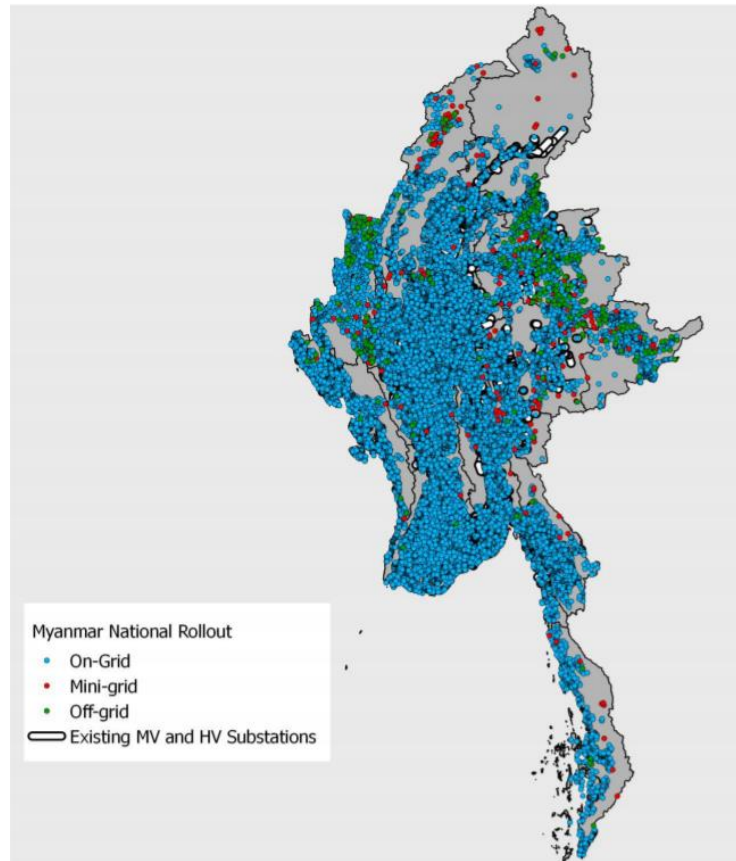 Myanmar National Rollout
On-Grid
Mini-grid
Off-grid
Existing MV and HV Substations